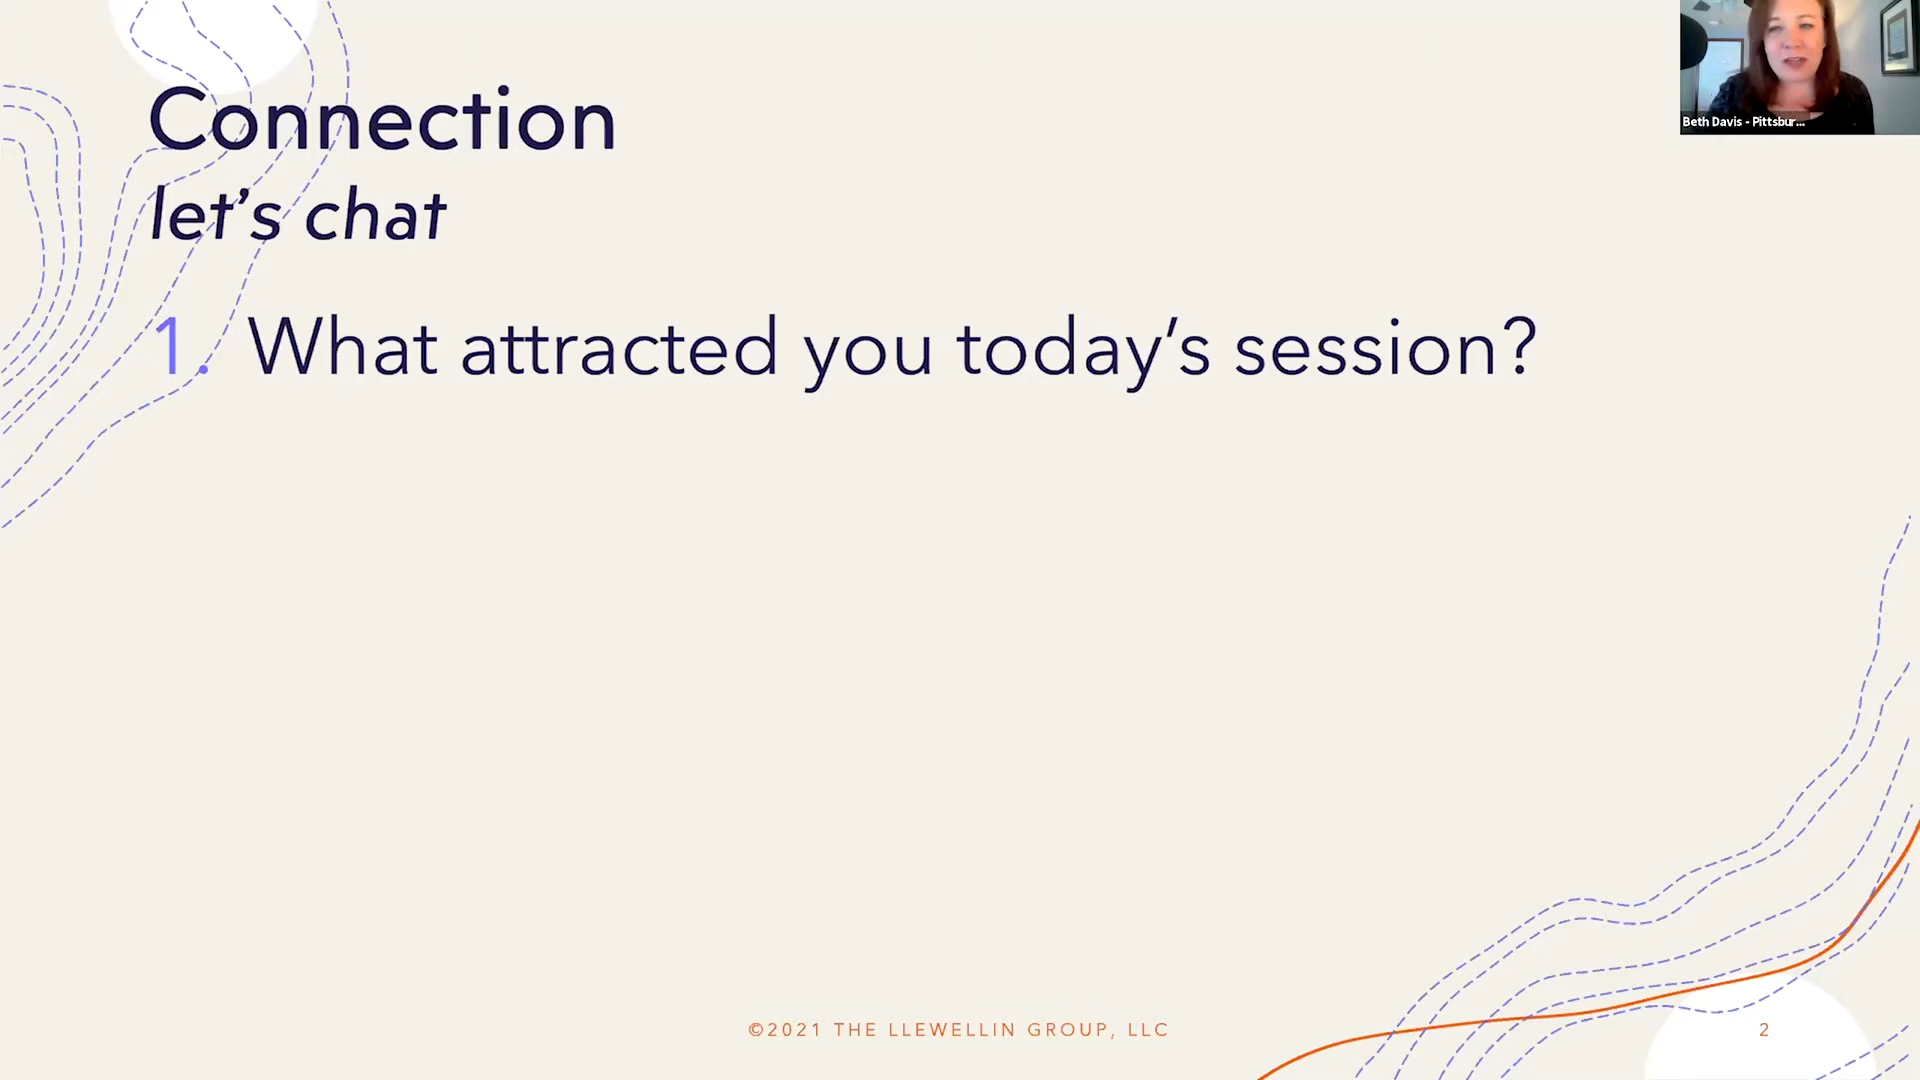 Connection
let’s chat
1. What attracted you today’s session?
Beth Davis - Pittsbur...
©2021 THE LLEWELLIN GROUP, LLC
2